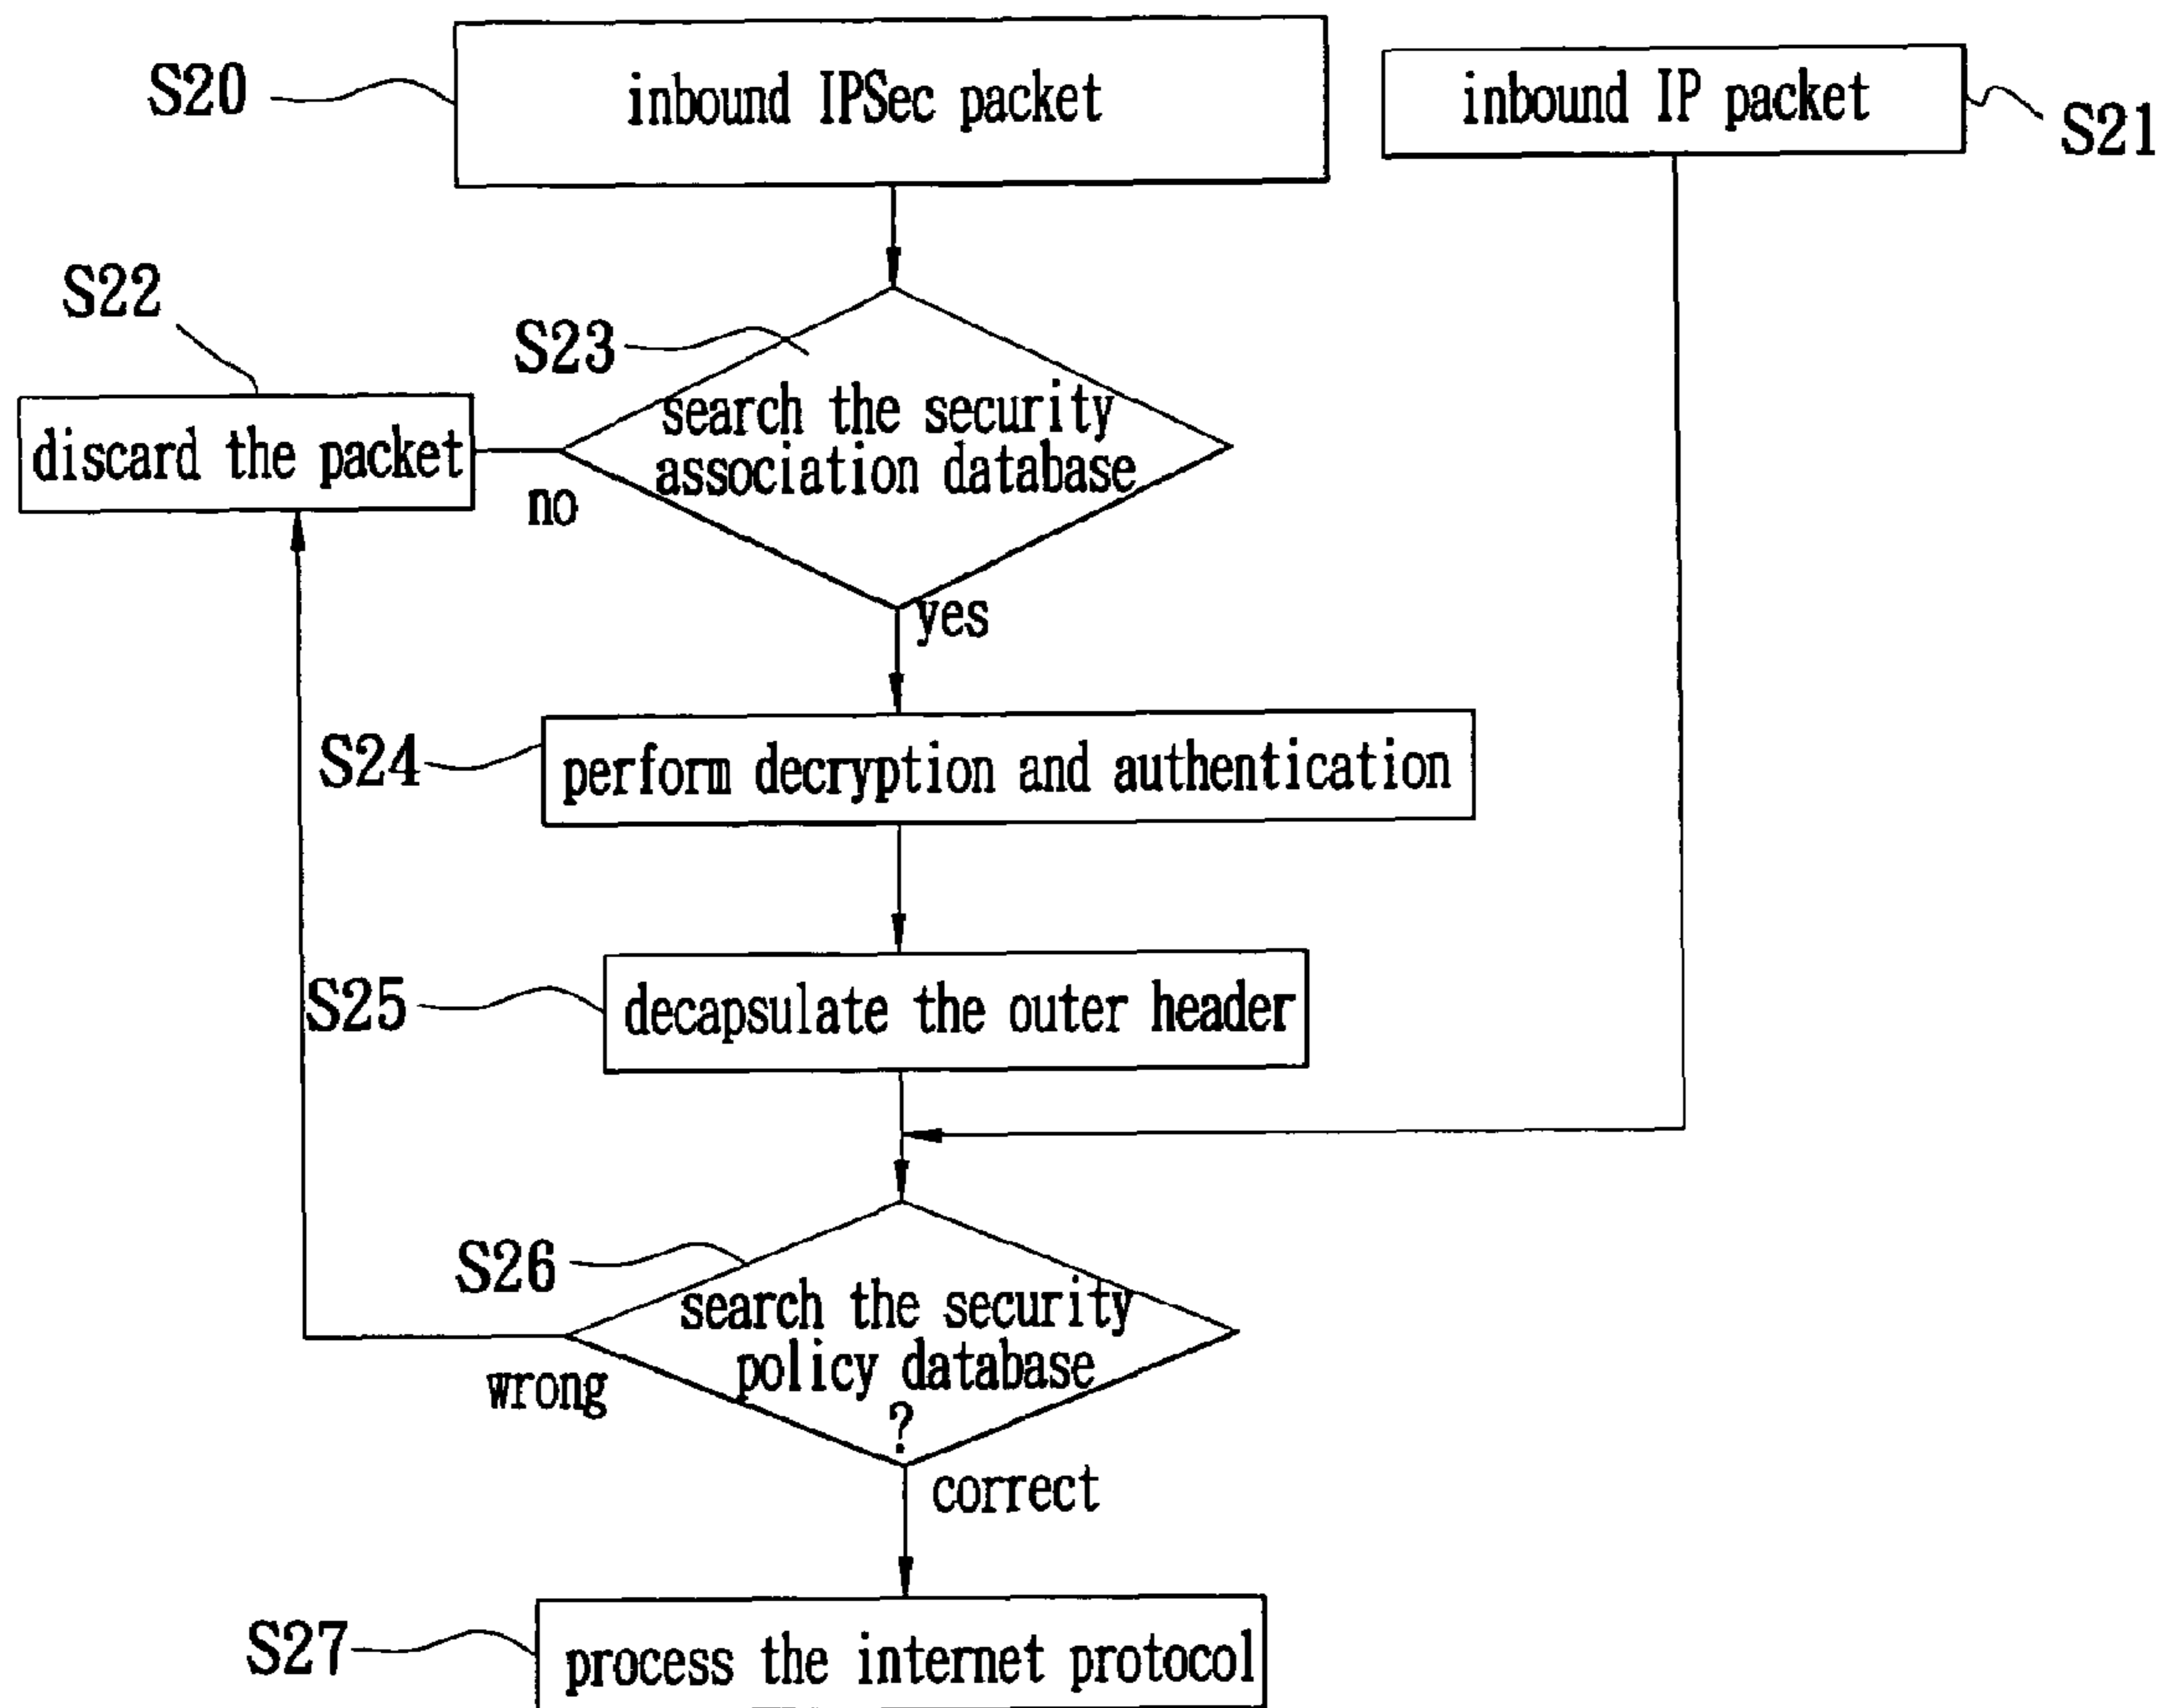 S20
inbound IPSec packet
inbound IP packet
S21
S22
S23
discard the packet
search the security
association database
no
yes
S24
perform decryption and authentication
S25
decapsulate the outer header
S26
search the security
policy database
?
wrong
correct
S27
process the internet protocol